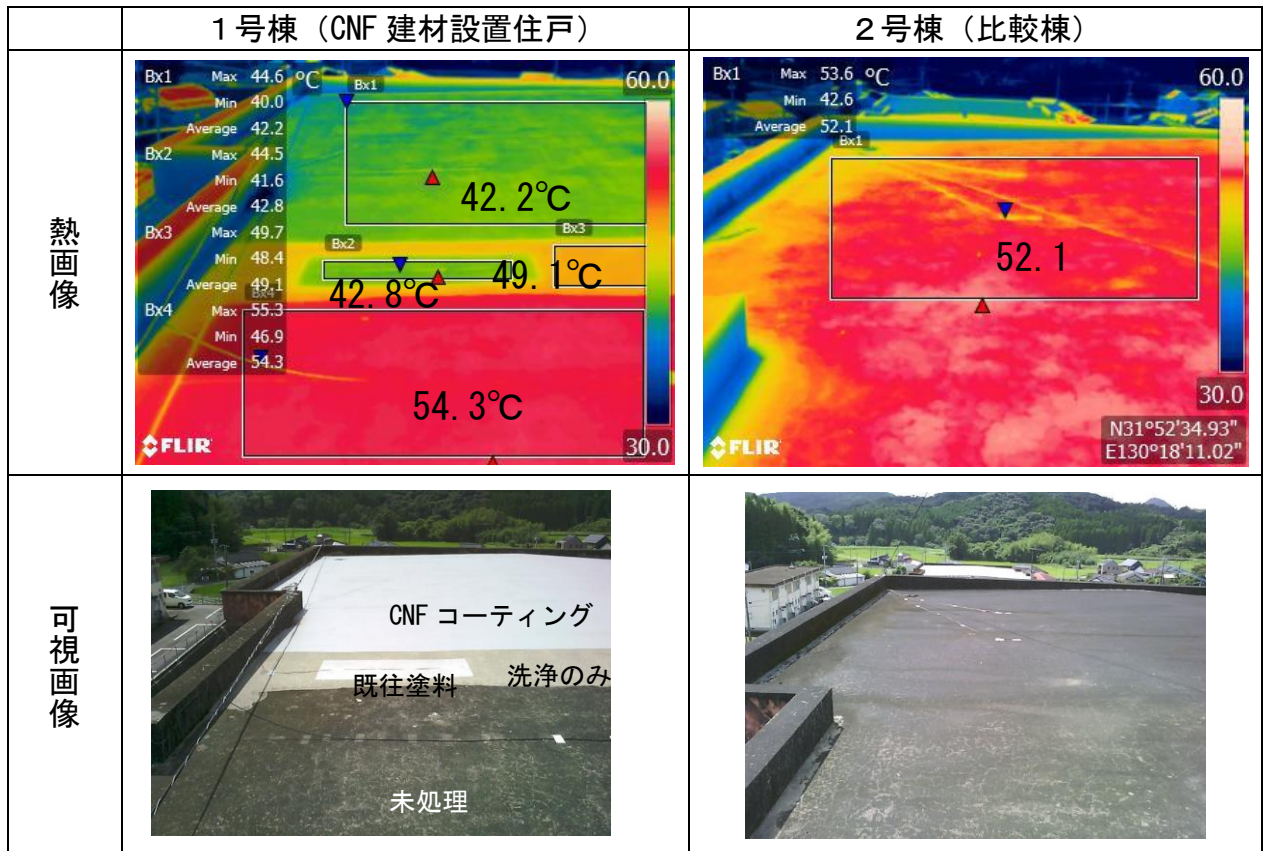 １号棟（CNF 建材設置住戸）
２号棟（比較棟）
熱画像
Bx1 Max 44.6 °C
Min 40.0
Average 42.2
Bx2 Max 44.5
Min 41.6
Average 42.8
Bx3 Max 49.7
Min 48.4
Average 49.1
Bx4 Max 55.3
Min 46.9
Average 54.3
Bx1
60.0
42.2℃
Bx2
Bx3
49.1℃
42.8℃
Bx4
54.3℃
FLIR
30.0
Bx1 Max 53.6 °C
Min 42.6
Average 52.1
Bx1
60.0
52.1
30.0
N31°52'34.93"
E130°18'11.02"
FLIR
可視画像
CNF コーティング
洗浄のみ
既往塗料
未処理